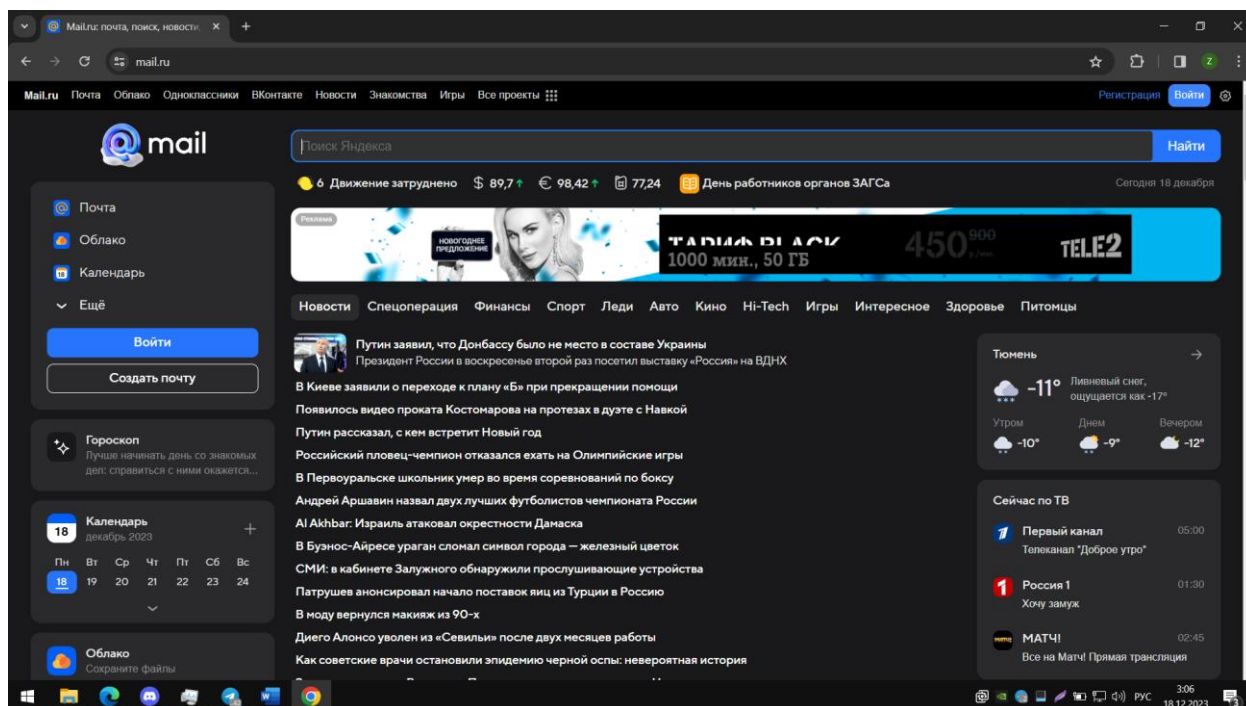 Mail.ru: почта, поиск, новости,
mail.ru
Z
Mail.ru Почта Облако Одноклассники ВКонтакте Новости Знакомства Игры Все проекты
Регистрация Войти
mail
Поиск Яндекса
Найти
6 Движение затруднено $ 89,7 € 98,42 77,24 День работников органов ЗАГСа
Сегодня 18 декабря
Почта
Облако
Календарь
Ещё
Войти
Создать почту
Реклама
НОВОГОДНЕЕ
ПРЕДЛОЖЕНИЕ
ТАРИФ BLACK
1000 мин., 50 ГБ
450 900
TELE2
Новости Спецоперация Финансы Спорт Леди Авто Кино Hi-Tech Игры Интересное Здоровье Питомцы
Путин заявил, что Донбассу было не место в составе Украины
Президент России в воскресенье второй раз посетил выставку «Россия» на ВДНХ
В Киеве заявили о переходе к плану «Б» при прекращении помощи
Появилось видео проката Костомарова на протезах в дуэте с Навкой
Путин рассказал, с кем встретит Новый год
Российский пловец-чемпион отказался ехать на Олимпийские игры
В Первоуральске школьник умер во время соревнований по боксу
Андрей Аршавин назвал двух лучших футболистов чемпионата России
Al Akhbar: Израиль атаковал окрестности Дамаска
В Буэнос-Айресе ураган сломал символ города — железный цветок
СМИ: в кабинете Залужного обнаружили прослушивающие устройства
Патрушев анонсировал начало поставок яиц из Турции в Россию
В моду вернулся макияж из 90-х
Диего Алонсо уволен из «Севильи» после двух месяцев работы
Как советские врачи остановили эпидемию черной оспы: невероятная история
Гороскоп
Лучше начинать день со знакомых
дел: справиться с ними окажется...
18
Календарь
декабрь 2023
Пн Вт Ср Чт Пт Сб Вс
18 19 20 21 22 23 24
Облако
Сохраните файлы
Тюмень
-11° Ливневый снег,
ощущается как -17°
Утром Днем Вечером
-10° -9° -12°
Сейчас по ТВ
Первый канал 05:00
Телеканал "Доброе утро"
Россия 1 01:30
Хочу замуж
МАТЧ! 02:45
Все на Матч! Прямая трансляция
РУС
3:06
18.12.2023
3